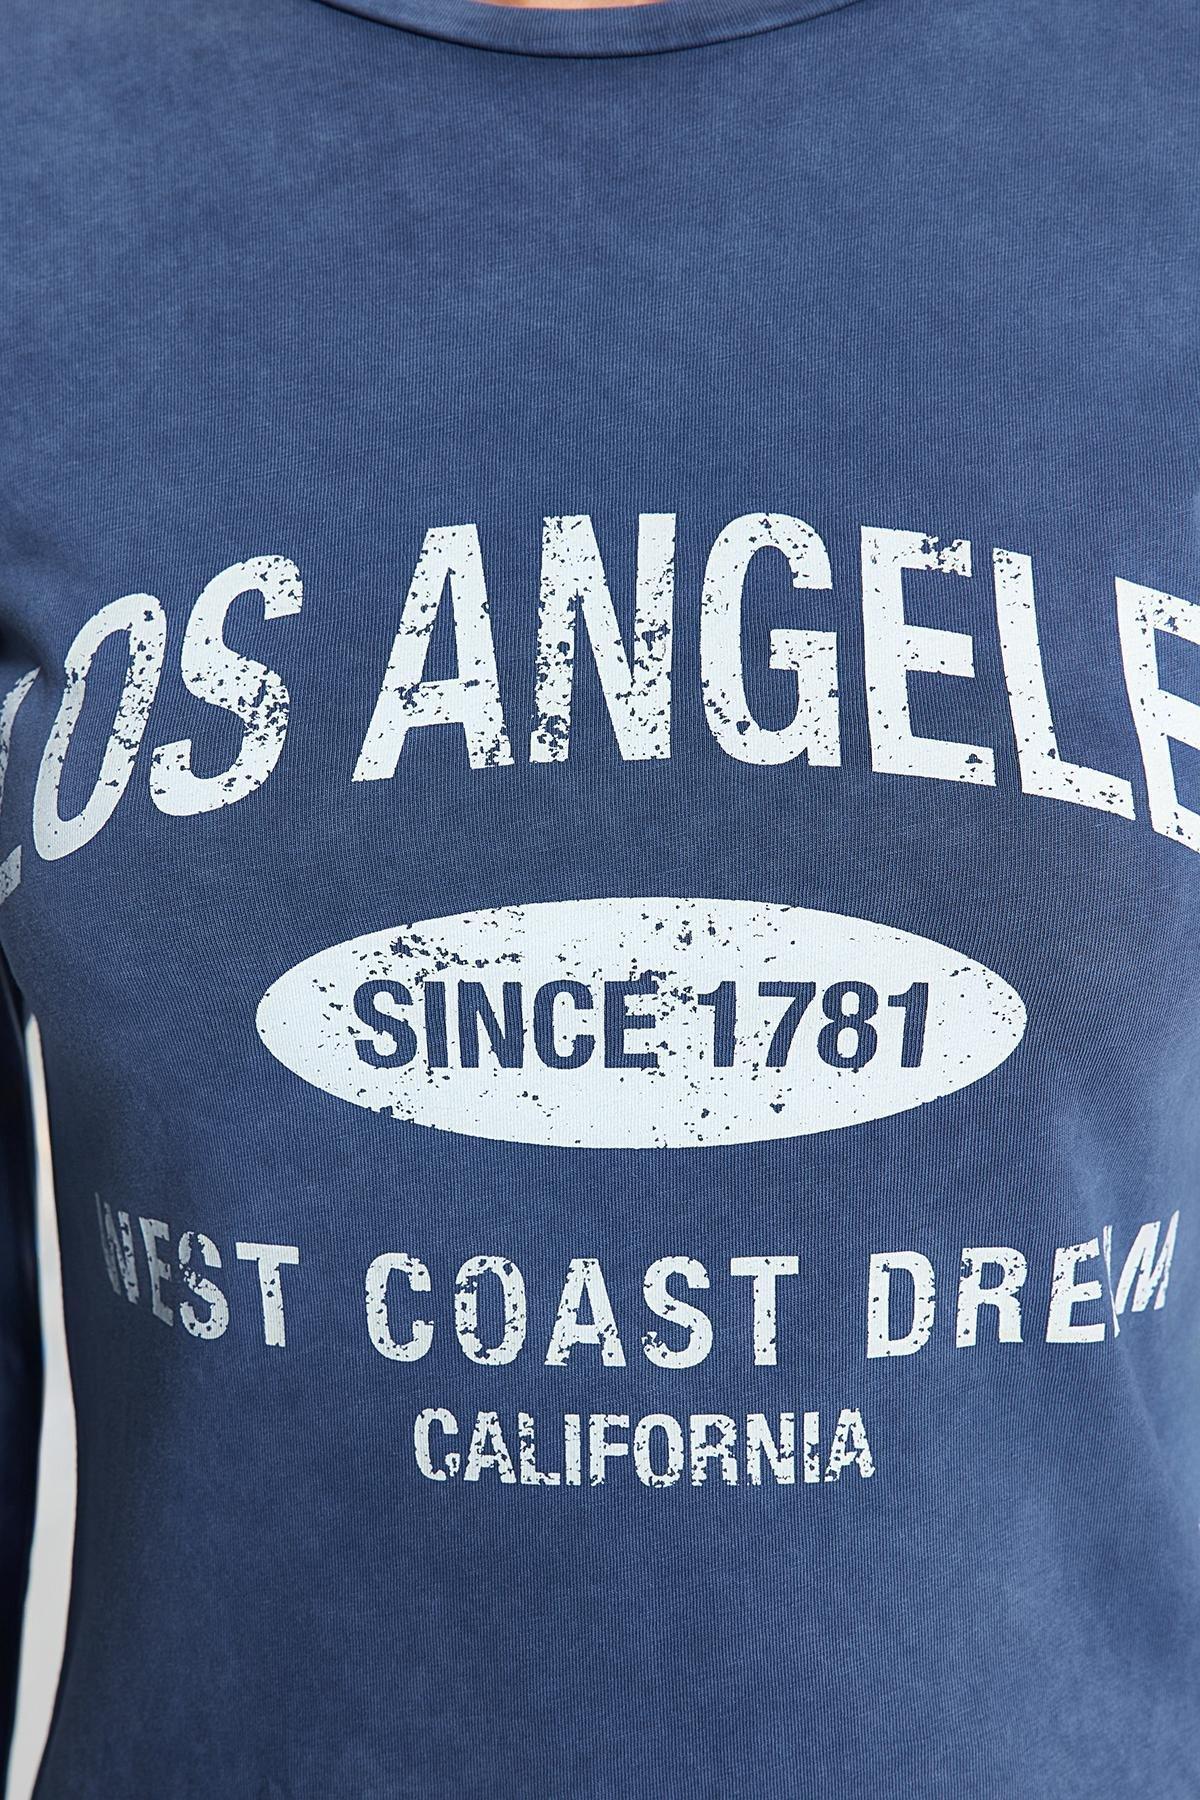 LOS ANGELE
SINCE 1781
WEST COAST DREAM
CALIFORNIA